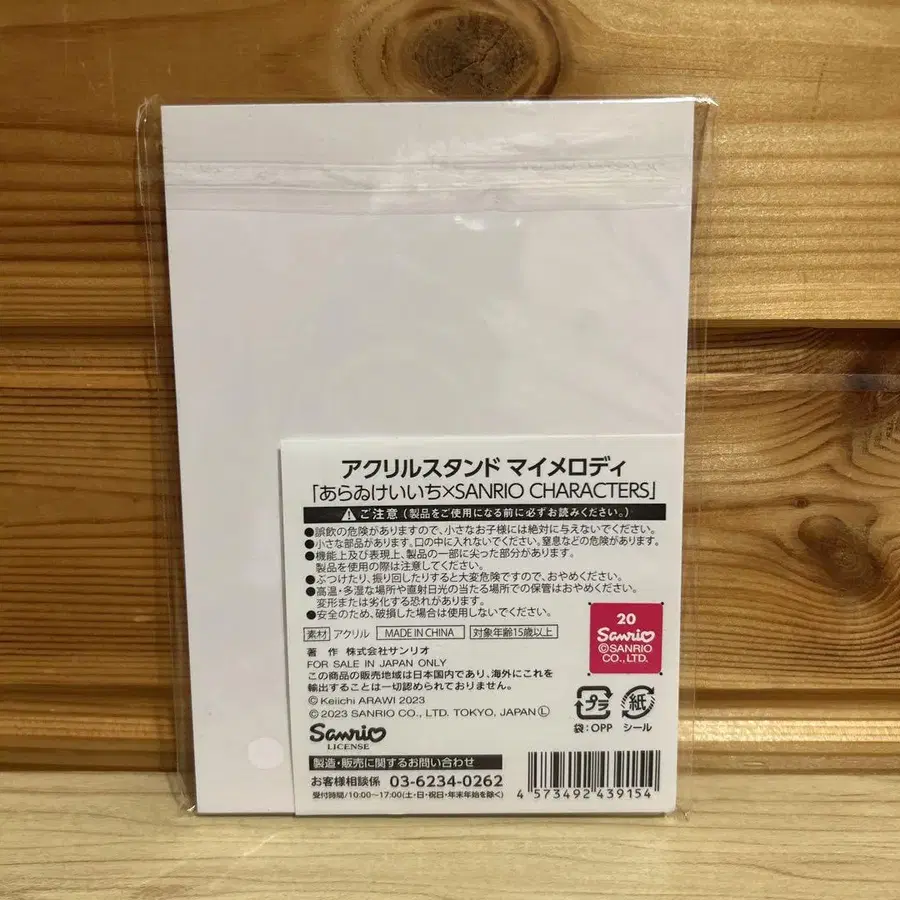 アクリルスタンド マイメロディ
「あらゐけいいち×SANRIO CHARACTERS」
ご注意（製品をご使用になる前に必ずお読みください。）
●誤飲の危険がありますので、小さなお子様には絶対に与えないでください。
●小さな部品があります。口の中に入れないでください。窒息などの危険があります。
●機能上及び表現上、製品の一部に尖った部分があります。
製品を使用の際は注意してください。
●ぶつけたり、振り回したりすると大変危険ですので、おやめください。
●高温・多湿な場所や直射日光の当たる場所での保管はおやめください。
変形または劣化する恐れがあります。
●安全のため、破損した場合は使用しないでください。
素材 アクリル MADE IN CHINA 対象年齢15歳以上
著 作 株式会社サンリオ
FOR SALE IN JAPAN ONLY
この商品の販売地域は日本国内であり、海外にこれを
輸出することは一切認められておりません。
© Keiichi ARAWI 2023
© 2023 SANRIO CO., LTD. TOKYO, JAPAN Ⓛ
Sanrio
LICENSE
製造・販売に関するお問い合わせ
お客様相談係 03-6234-0262
受付時間/10:00〜17:00(土・日・祝日・年末年始を除く)
20
Sanrio
©SANRIO
CO., LTD.
プラ 紙
袋:OPP シール
4 573492 439154